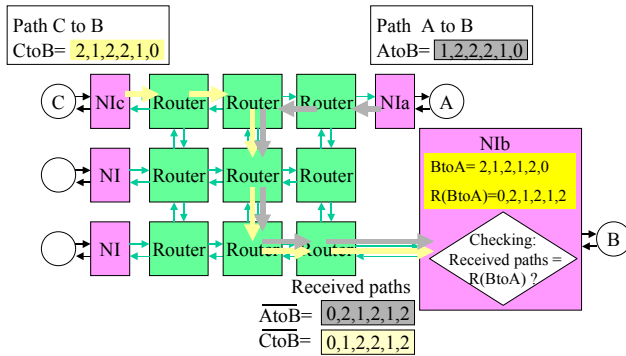 Path C to B
CtoB= 2,1,2,2,1,0
Path A to B
AtoB= 1,2,2,2,1,0
C
NIc
Router
Router
Router
NIa
A
NI
Router
Router
Router
NI
Router
Router
Router
NIb
BtoA= 2,1,2,1,2,0
R(BtoA)=0,2,1,2,1,2
Checking:
Received paths =
R(BtoA) ?
B
Received paths
AtoB= 0,2,1,2,1,2
CtoB= 0,1,2,2,1,2